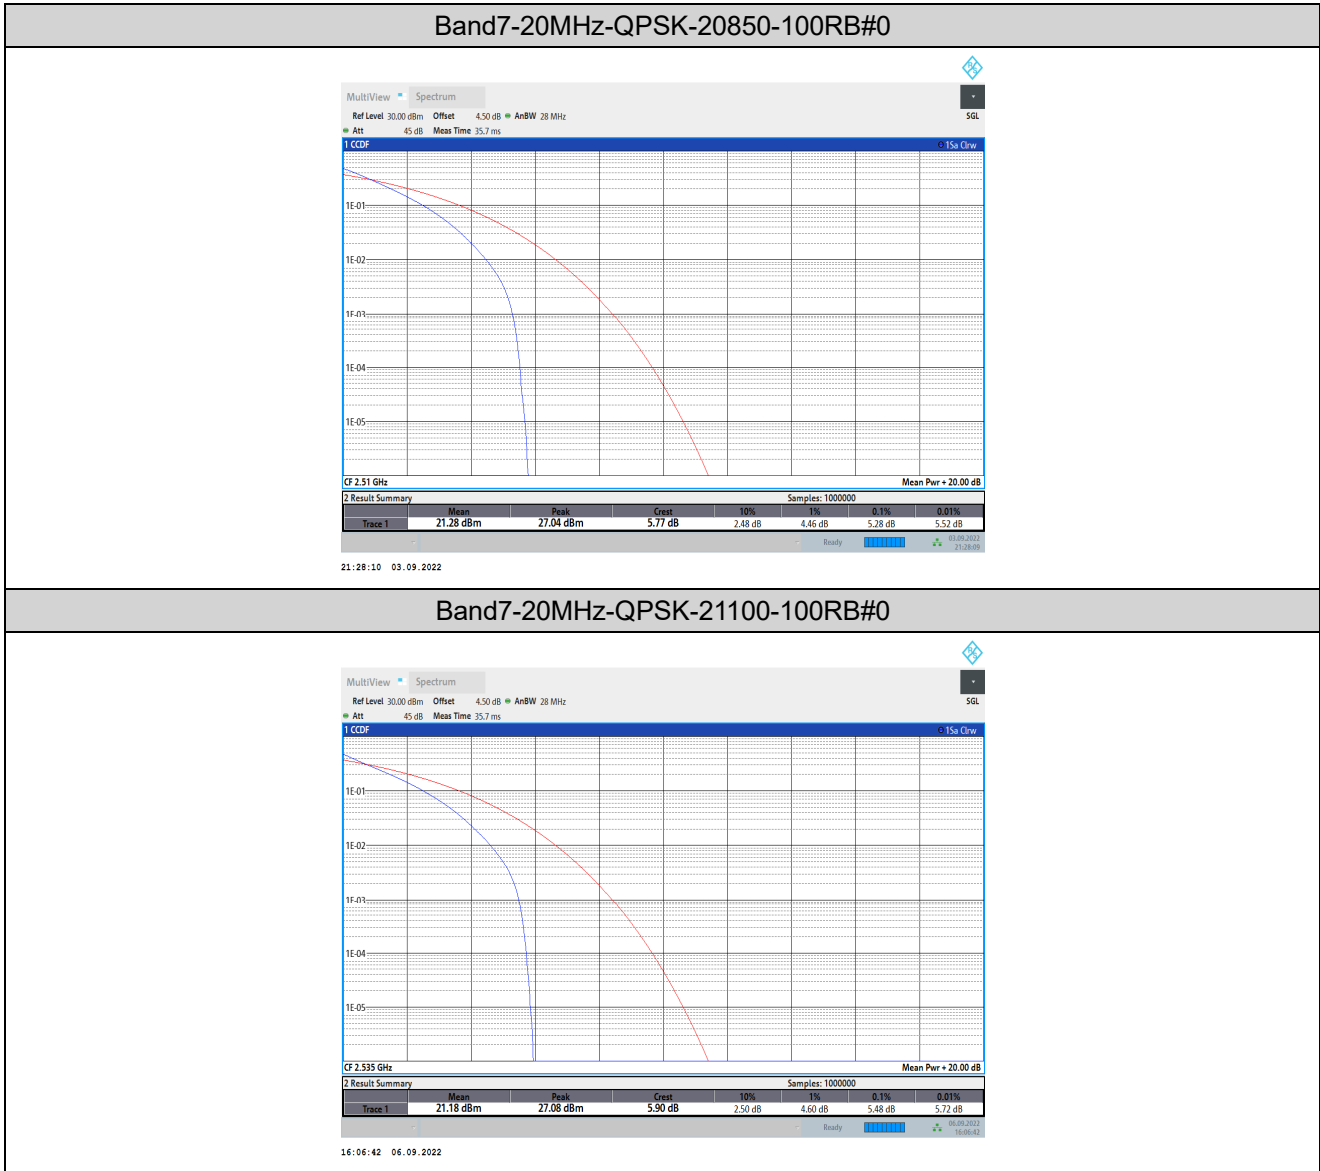 Band7-20MHz-QPSK-20850-100RB#0
MultiView Spectrum
Ref Level 30.00 dBm Offset 4.50 dB AnBW 28 MHz SGL
Att 45 dB Meas Time 35.7 ms
1 CCDF 1Sa Clrw
1E-01
1E-02
1E-03
1E-04
1E-05
CF 2.51 GHz Mean Pwr + 20.00 dB
2 Result Summary Samples: 1000000
Mean Peak Crest 10% 1% 0.1% 0.01%
Trace 1 21.28 dBm 27.04 dBm 5.77 dB 2.48 dB 4.46 dB 5.28 dB 5.52 dB
Ready 03.09.2022
21:28:09
21:28:10 03.09.2022
Band7-20MHz-QPSK-21100-100RB#0
MultiView Spectrum
Ref Level 30.00 dBm Offset 4.50 dB AnBW 28 MHz SGL
Att 45 dB Meas Time 35.7 ms
1 CCDF 1Sa Clrw
1E-01
1E-02
1E-03
1E-04
1E-05
CF 2.535 GHz Mean Pwr + 20.00 dB
2 Result Summary Samples: 1000000
Mean Peak Crest 10% 1% 0.1% 0.01%
Trace 1 21.18 dBm 27.08 dBm 5.90 dB 2.50 dB 4.60 dB 5.48 dB 5.72 dB
Ready 06.09.2022
16:06:42
16:06:42 06.09.2022